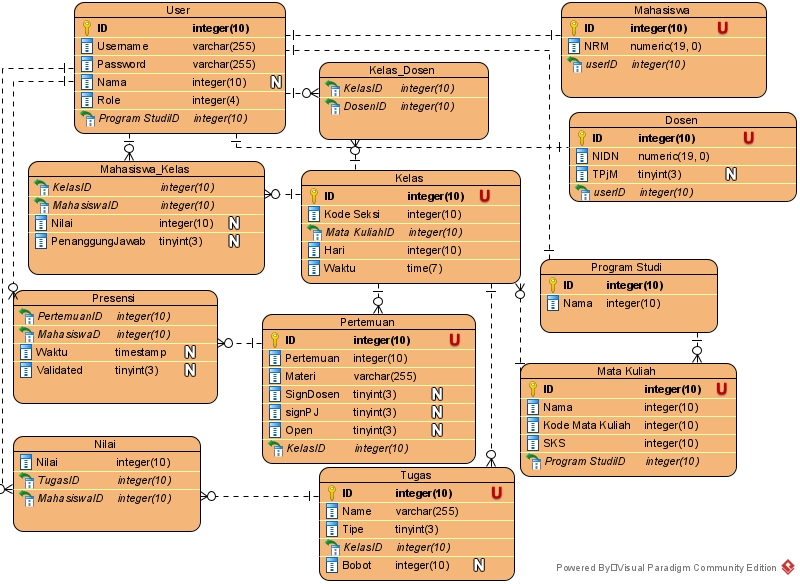 User
ID integer(10)
Username varchar(255)
Password varchar(255)
Nama integer(10) N
Role integer(4)
Program StudiID integer(10)
Mahasiswa
ID integer(10) U
NRM numeric(19, 0)
userID integer(10)
Kelas_Dosen
KelasID integer(10)
DosenID integer(10)
Dosen
ID integer(10) U
NIDN numeric(19, 0)
TPjM tinyint(3) N
userID integer(10)
Mahasiswa_Kelas
KelasID integer(10)
MahasiswaID integer(10)
Nilai integer(10) N
PenanggungJawab tinyint(3) N
Kelas
ID integer(10) U
Kode Seksi integer(10)
Mata KuliahID integer(10)
Hari integer(10)
Waktu time(7)
Program Studi
ID integer(10)
Nama integer(10)
Presensi
PertemuanID integer(10)
MahasiswaD integer(10)
Waktu timestamp N
Validated tinyint(3) N
Pertemuan
ID integer(10) U
Pertemuan integer(10)
Materi varchar(255)
SignDosen tinyint(3) N
signPJ tinyint(3) N
Open tinyint(3) N
KelasID integer(10)
Mata Kuliah
ID integer(10) U
Nama integer(10)
Kode Mata Kuliah integer(10)
SKS integer(10)
Program StudiID integer(10)
Nilai
Nilai integer(10)
TugasID integer(10)
MahasiswaID integer(10)
Tugas
ID integer(10) U
Name varchar(255)
Tipe tinyint(3)
KelasID integer(10)
Bobot integer(10) N
Powered By□Visual Paradigm Community Edition